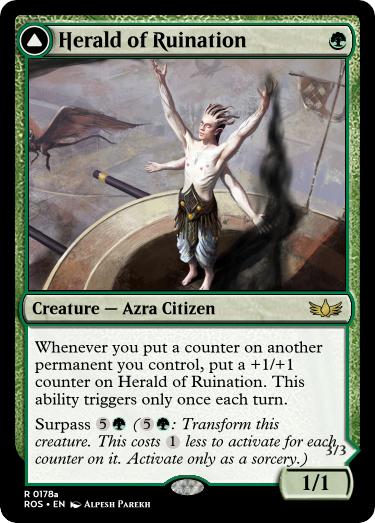 Herald of Ruination
Creature — Azra Citizen
Whenever you put a counter on another
permanent you control, put a +1/+1
counter on Herald of Ruination. This
ability triggers only once each turn.
Surpass 5 (5: Transform this
creature. This costs 1 less to activate for each
counter on it. Activate only as a sorcery.)
3/3
1/1
R 0178a
ROS • EN Alpesh Parekh